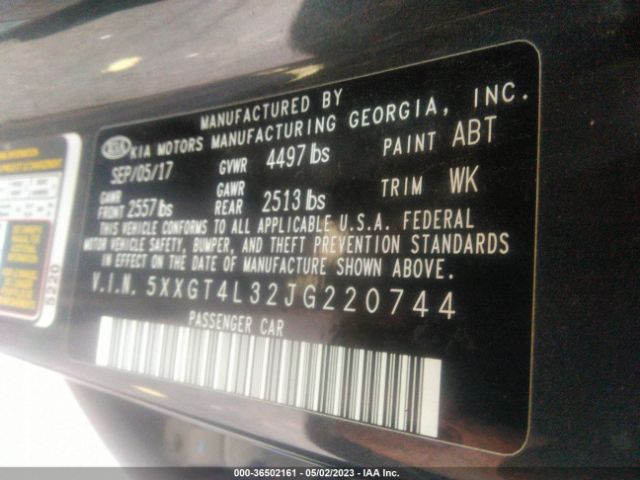 MANUFACTURED BY
KIA KIA MOTORS MANUFACTURING GEORGIA, INC.
SEP/05/17 GVWR 4497 lbs PAINT ABT
GAWR FRONT 2557 lbs GAWR REAR 2513 lbs TRIM WK
THIS VEHICLE CONFORMS TO ALL APPLICABLE U.S.A. FEDERAL
MOTOR VEHICLE SAFETY, BUMPER, AND THEFT PREVENTION STANDARDS
IN EFFECT ON THE DATE OF MANUFACTURE SHOWN ABOVE.
V.I.N. 5XXGT4L32JG220744
PASSENGER CAR
5220
000-36502161 - 05/02/2023 - IAA Inc.